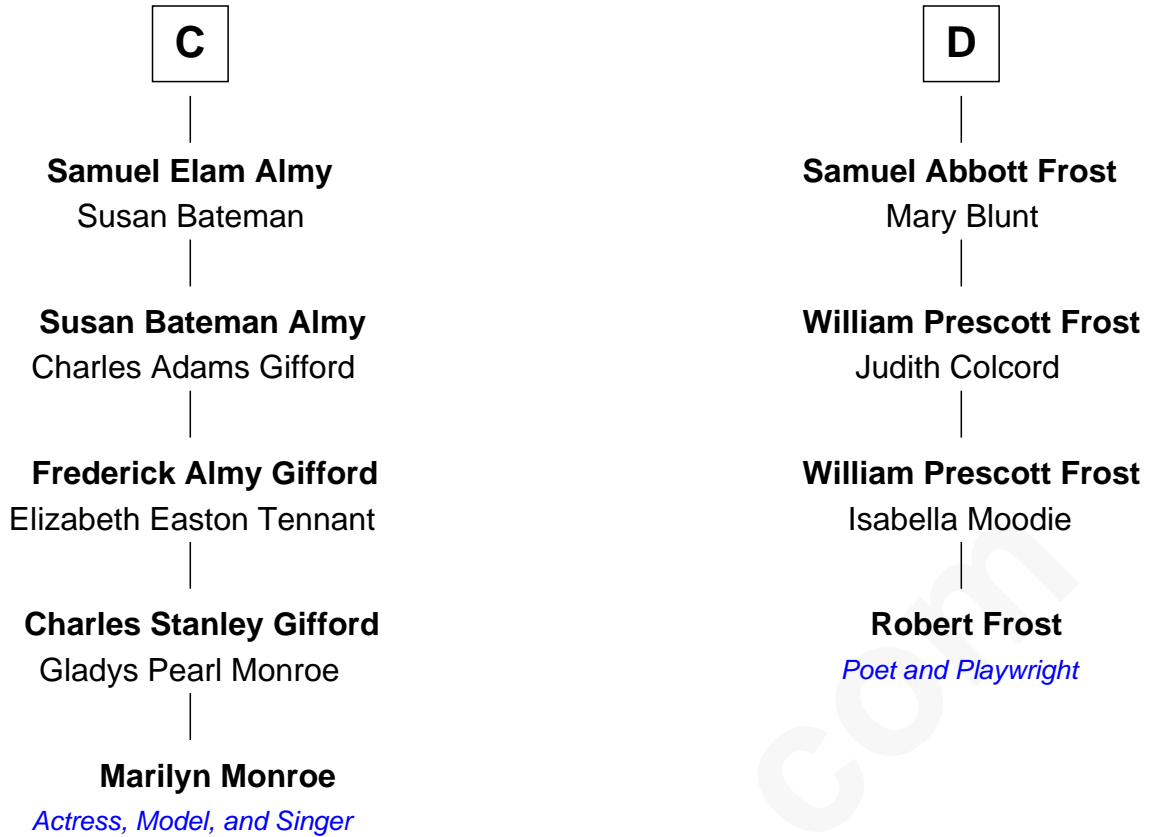 C
Samuel Elam Almy
Susan Bateman
Susan Bateman Almy
Charles Adams Gifford
Frederick Almy Gifford
Elizabeth Easton Tennant
Charles Stanley Gifford
Gladys Pearl Monroe
Marilyn Monroe
Actress, Model, and Singer
D
Samuel Abbott Frost
Mary Blunt
William Prescott Frost
Judith Colcord
William Prescott Frost
Isabella Moodie
Robert Frost
Poet and Playwright
com